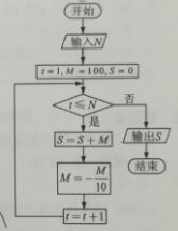 开始
输入N
t=1,M=100,S=0
t≤N
否
是
S=S+M
输出S
M=-M/10
结束
t=t+1